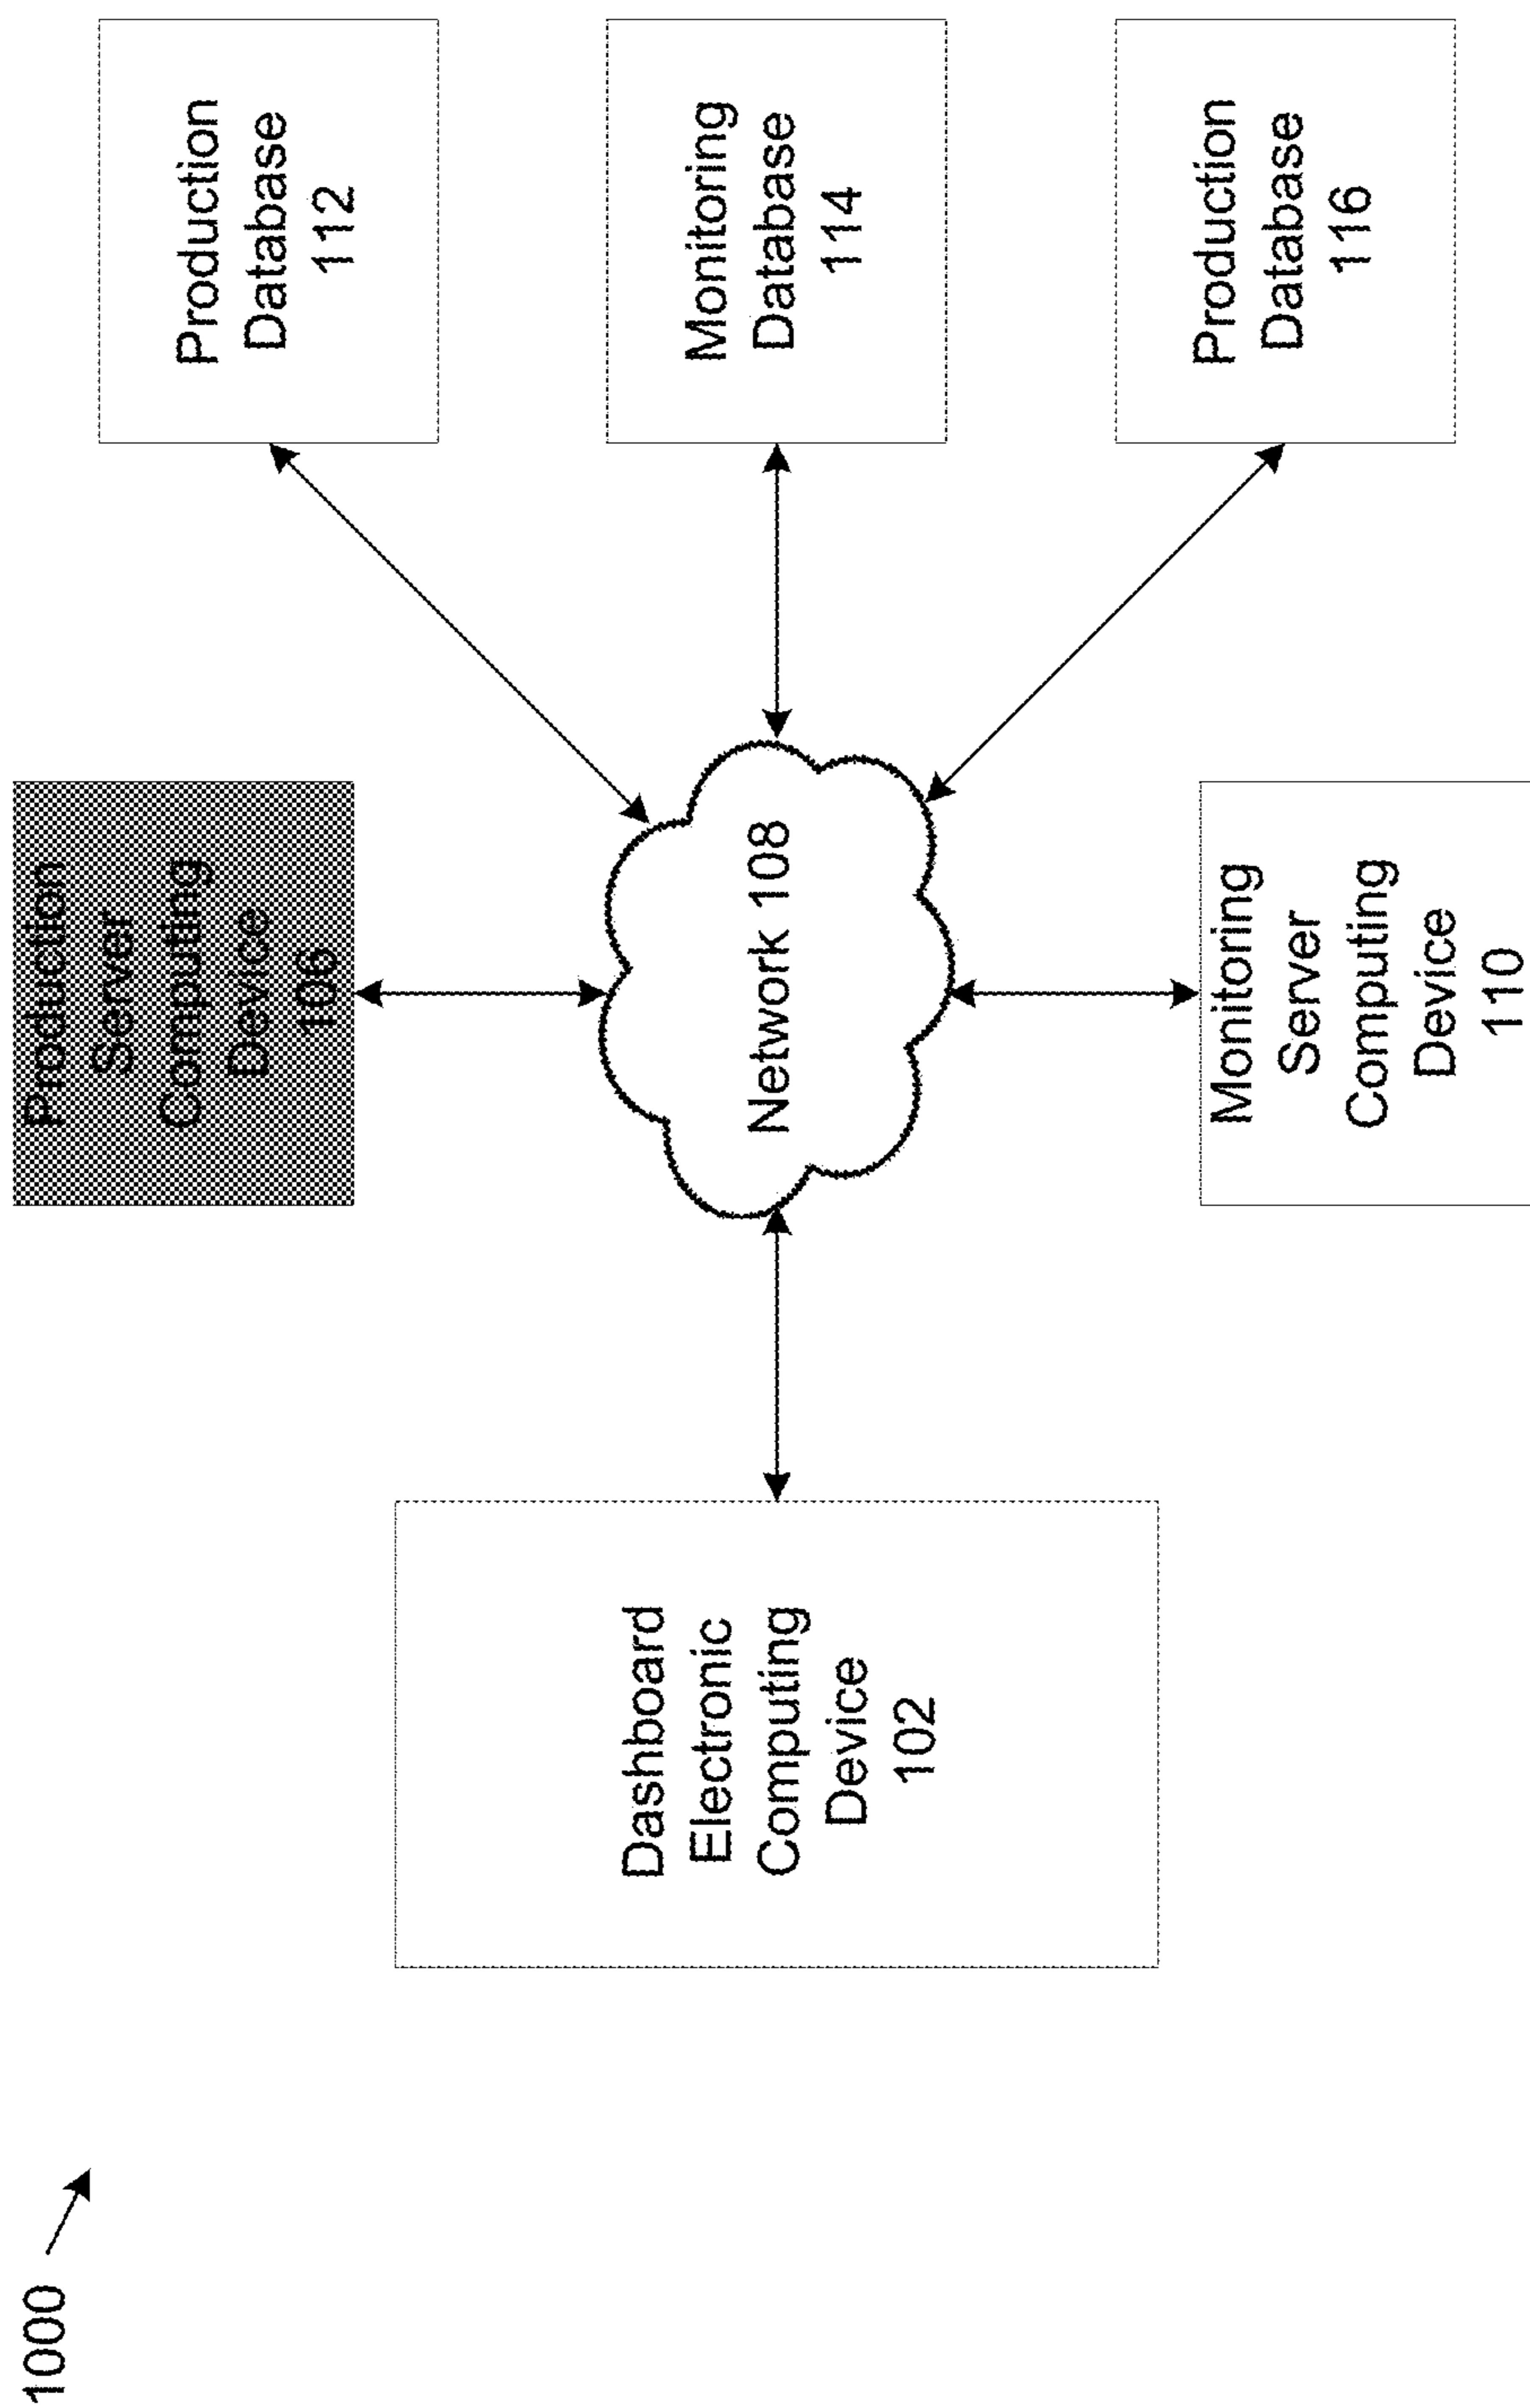 1000
Production
Server
Computing
Device
106
Production
Database
112
Dashboard
Electronic
Computing
Device
102
Network 108
Monitoring
Database
114
Monitoring
Server
Computing
Device
110
Production
Database
116